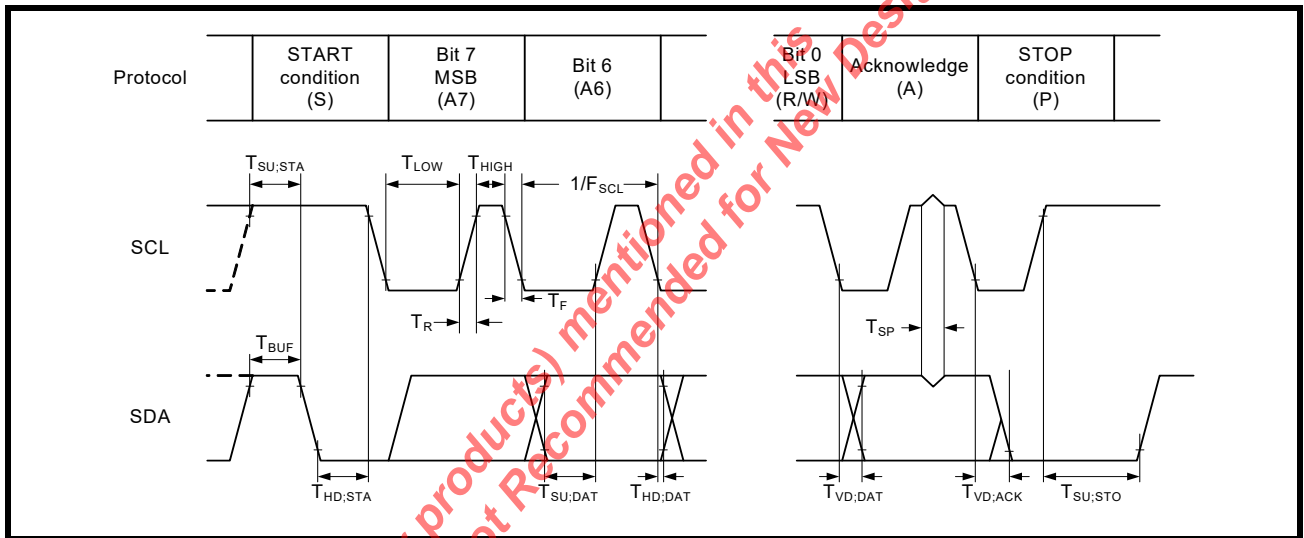 Protocol
START
condition
(S)
Bit 7
MSB
(A7)
Bit 6
(A6)
Bit 0
LSB
(R/W)
Acknowledge
(A)
STOP
condition
(P)
TSU;STA
TLOW
THIGH
1/FSCL
SCL
TR
TF
TSP
TBUF
SDA
THD;STA
TSU;DAT
THD;DAT
TVD;DAT
TVD;ACK
TSU;STO
products) mentioned in this
Not Recommended for New